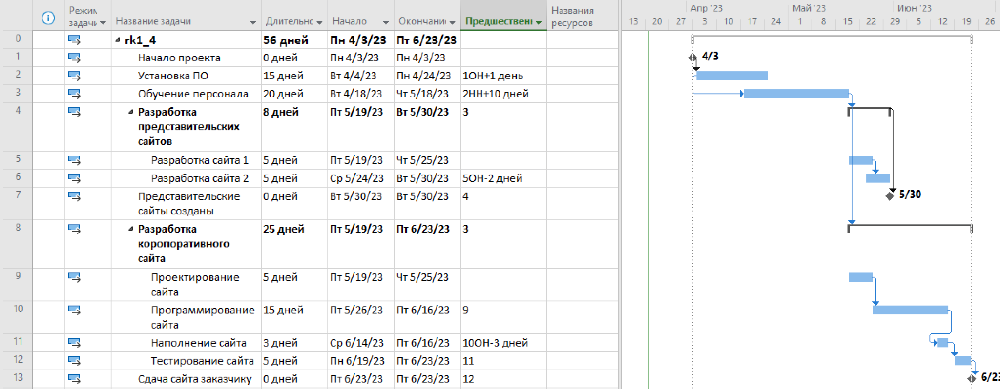 Режим задачи Название задачи Длительнс Начало Окончани Предшествен Названия ресурсов
Апр '23 Май '23 Июн '23
13 20 27 3 10 17 24 1 8 15 22 29 5 12 19 26
0 rk1_4 56 дней Пн 4/3/23 Пт 6/23/23
1 Начало проекта 0 дней Пн 4/3/23 Пн 4/3/23 4/3
2 Установка ПО 15 дней Вт 4/4/23 Пн 4/24/23 1ОН+1 день
3 Обучение персонала 20 дней Вт 4/18/23 Чт 5/18/23 2НН+10 дней
4 Разработка представительских сайтов 8 дней Пт 5/19/23 Вт 5/30/23 3
5 Разработка сайта 1 5 дней Пт 5/19/23 Чт 5/25/23
6 Разработка сайта 2 5 дней Ср 5/24/23 Вт 5/30/23 5ОН-2 дней
7 Представительские сайты созданы 0 дней Вт 5/30/23 Вт 5/30/23 4 5/30
8 Разработка коропоративного сайта 25 дней Пт 5/19/23 Пт 6/23/23 3
9 Проектирование сайта 5 дней Пт 5/19/23 Чт 5/25/23
10 Программирование сайта 15 дней Пт 5/26/23 Пт 6/16/23 9
11 Наполнение сайта 3 дней Ср 6/14/23 Пт 6/16/23 10ОН-3 дней
12 Тестирование сайта 5 дней Пн 6/19/23 Пт 6/23/23 11
13 Сдача сайта заказчику 0 дней Пт 6/23/23 Пт 6/23/23 12 6/23